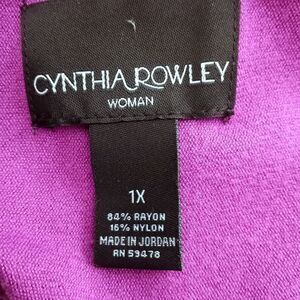 CYNTHIA ROWLEY
WOMAN
1X
84% RAYON
16% NYLON
MADE IN JORDAN
RN 59478